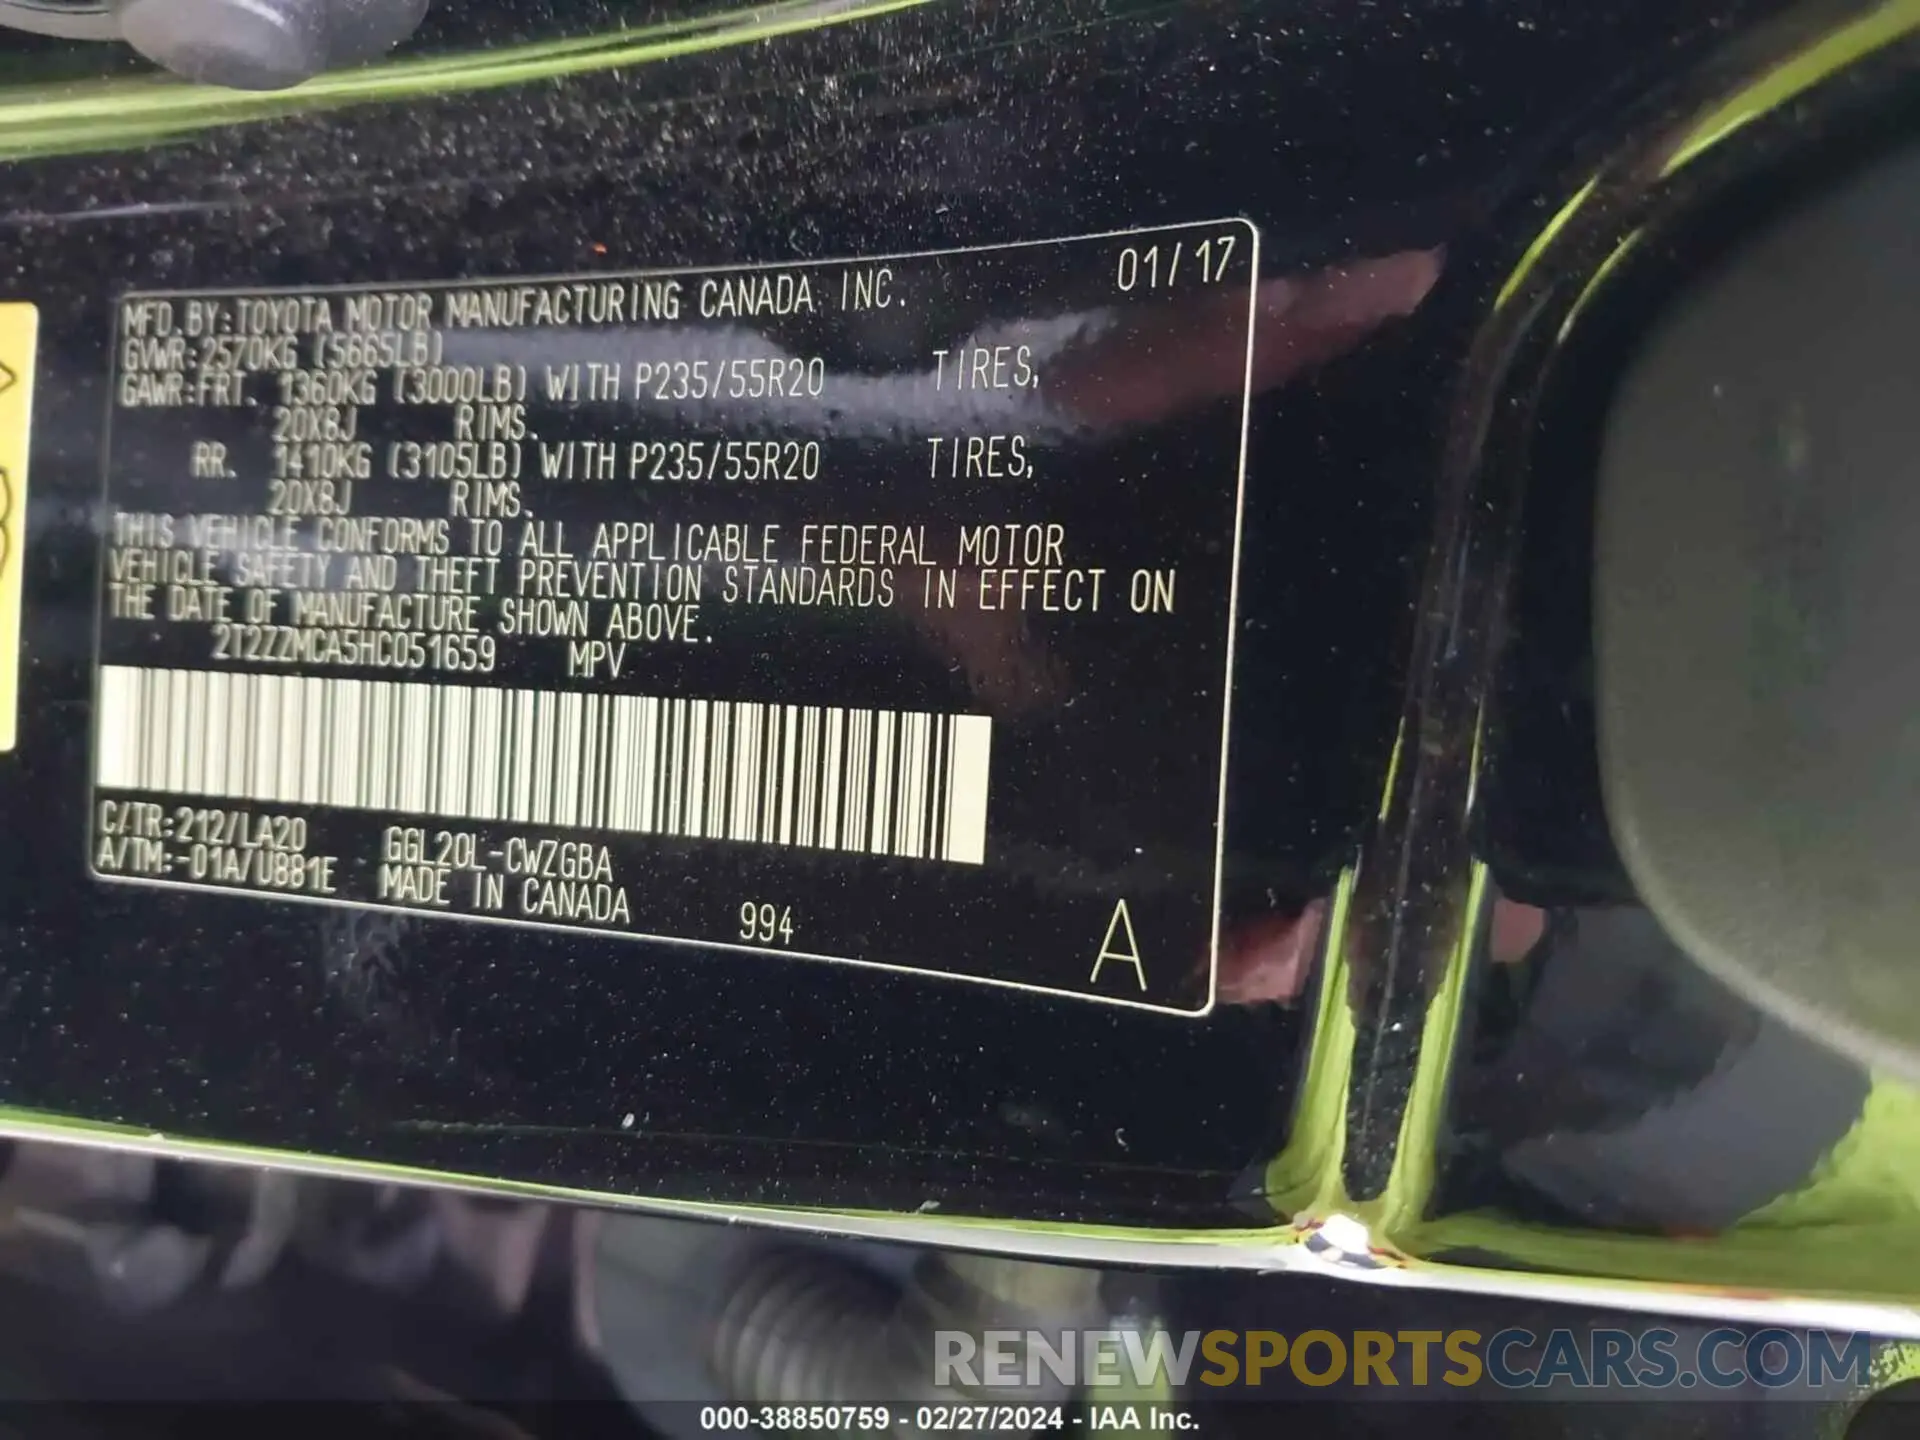 MFD.BY:TOYOTA MOTOR MANUFACTURING CANADA INC. 01/17
GVWR:2570KG (5665LB)
GAWR:FRT. 1360KG (3000LB) WITH P235/55R20 TIRES,
20X8J RIMS.
RR. 1410KG (3105LB) WITH P235/55R20 TIRES,
20X8J RIMS.
THIS VEHICLE CONFORMS TO ALL APPLICABLE FEDERAL MOTOR
VEHICLE SAFETY AND THEFT PREVENTION STANDARDS IN EFFECT ON
THE DATE OF MANUFACTURE SHOWN ABOVE.
2T2ZZMCA5HC051659 MPV
C/TR:212/LA20 GGL20L-CWZGBA
A/TM:-01A/U881E MADE IN CANADA 994 A
RENEWSPORTSCARS.COM
000-38850759 - 02/27/2024 - IAA Inc.